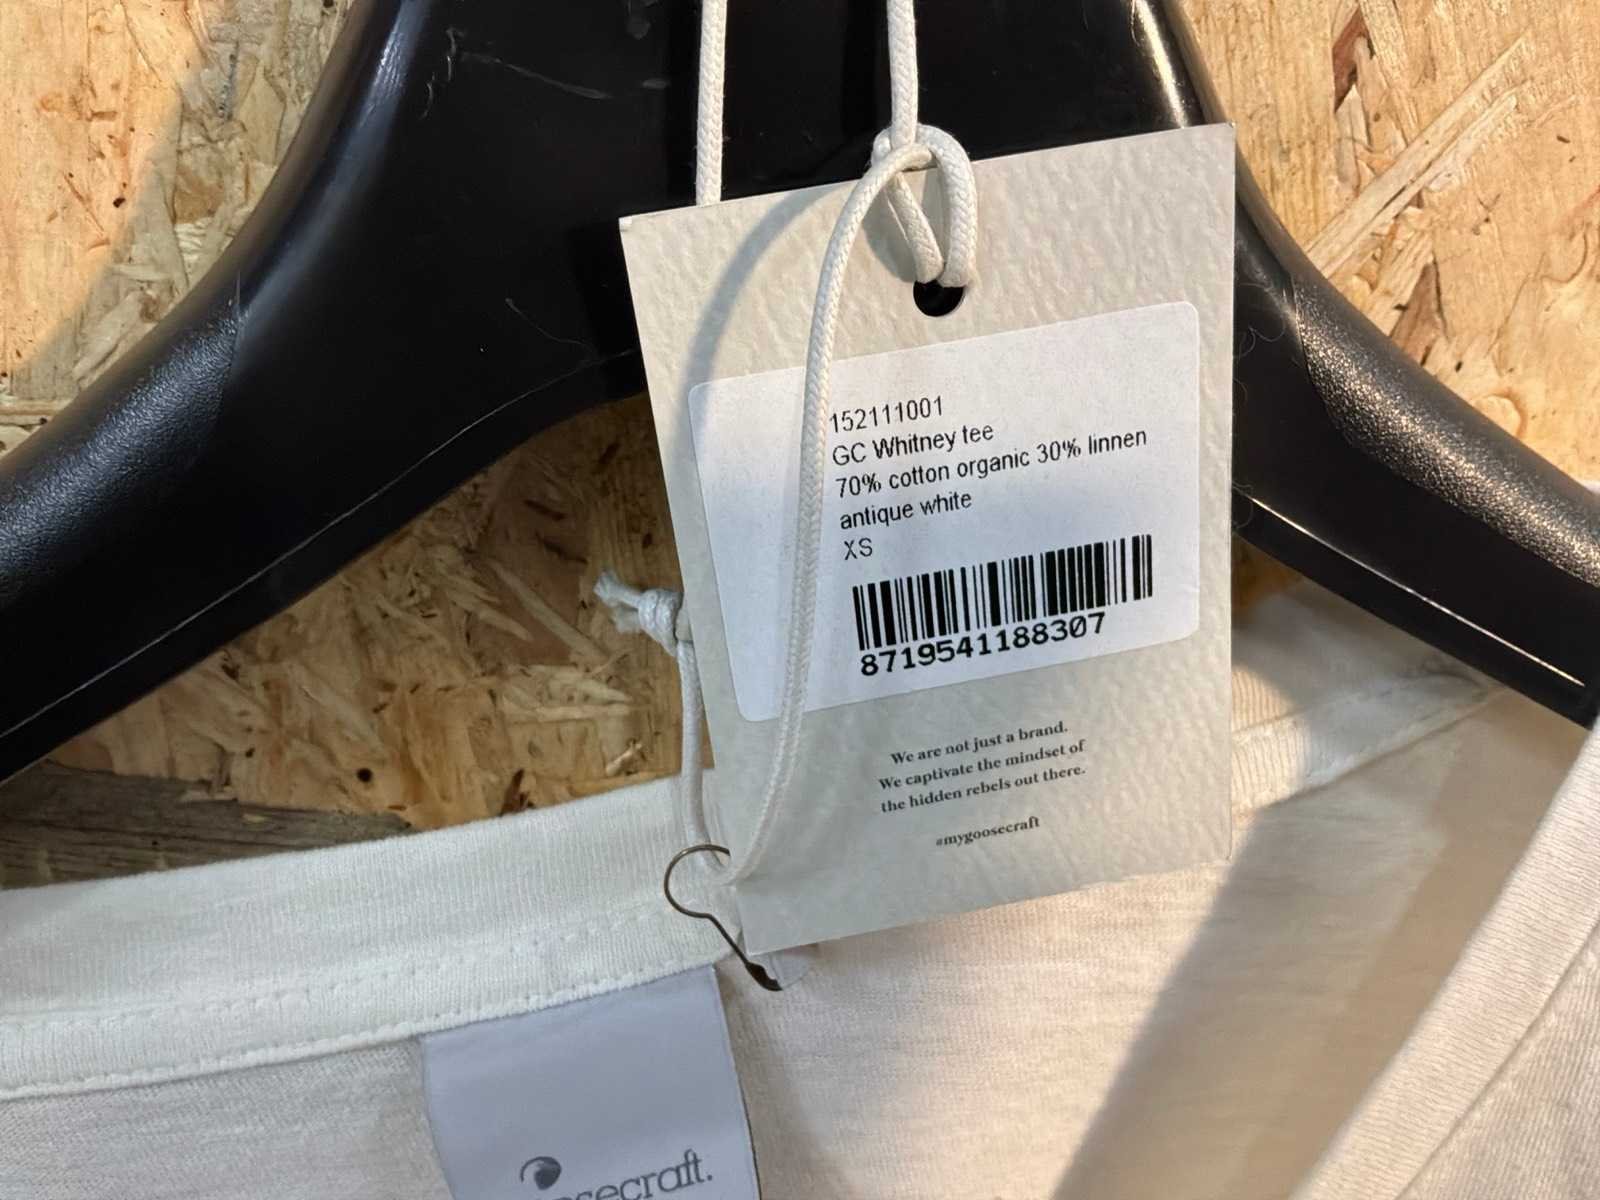 152111001
GC Whitney tee
70% cotton organic 30% linnen
antique white
XS
8719541188307
We are not just a brand.
We captivate the mindset of
the hidden rebels out there.
#mygoosecraft